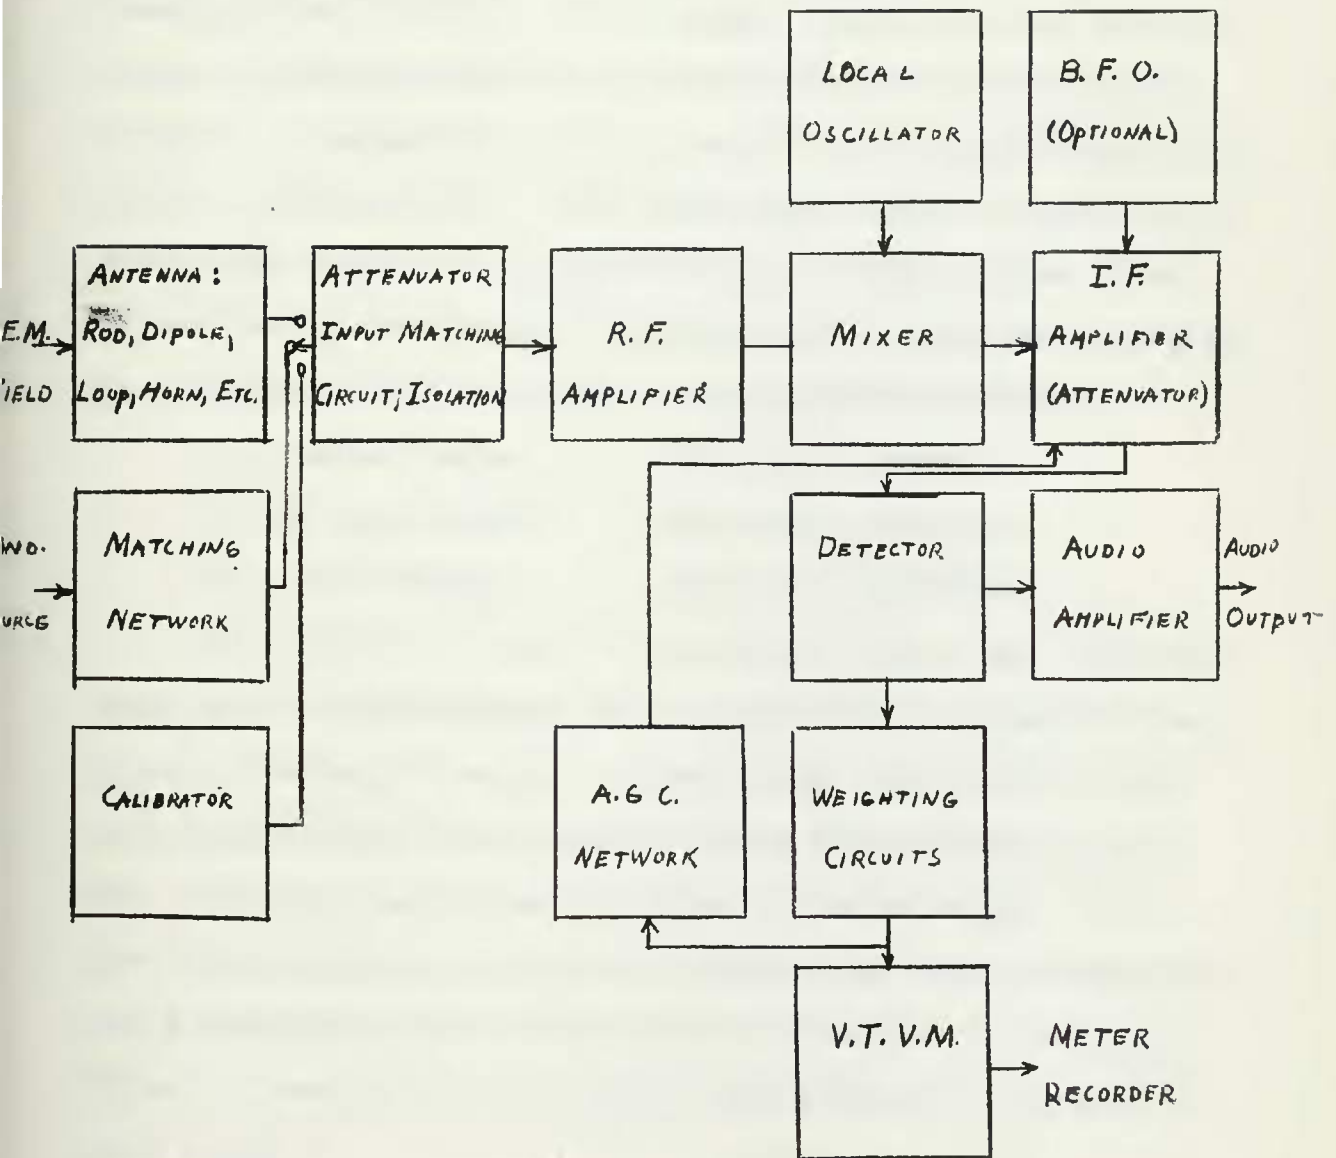 LOCAL
OSCILLATOR
B. F. O.
(OPTIONAL)
E.M.
ANTENNA:
ROD, DIPOLE,
LOOP, HORN, ETC.
ATTENUATOR
INPUT MATCHING
CIRCUIT; ISOLATION
R. F.
AMPLIFIER
MIXER
I. F.
AMPLIFIER
(ATTENUATOR)
MATCHING
NETWORK
DETECTOR
AUDIO
AMPLIFIER
AUDIO
OUTPUT
CALIBRATOR
A.G C.
NETWORK
WEIGHTING
CIRCUITS
V.T. V.M.
METER
RECORDER